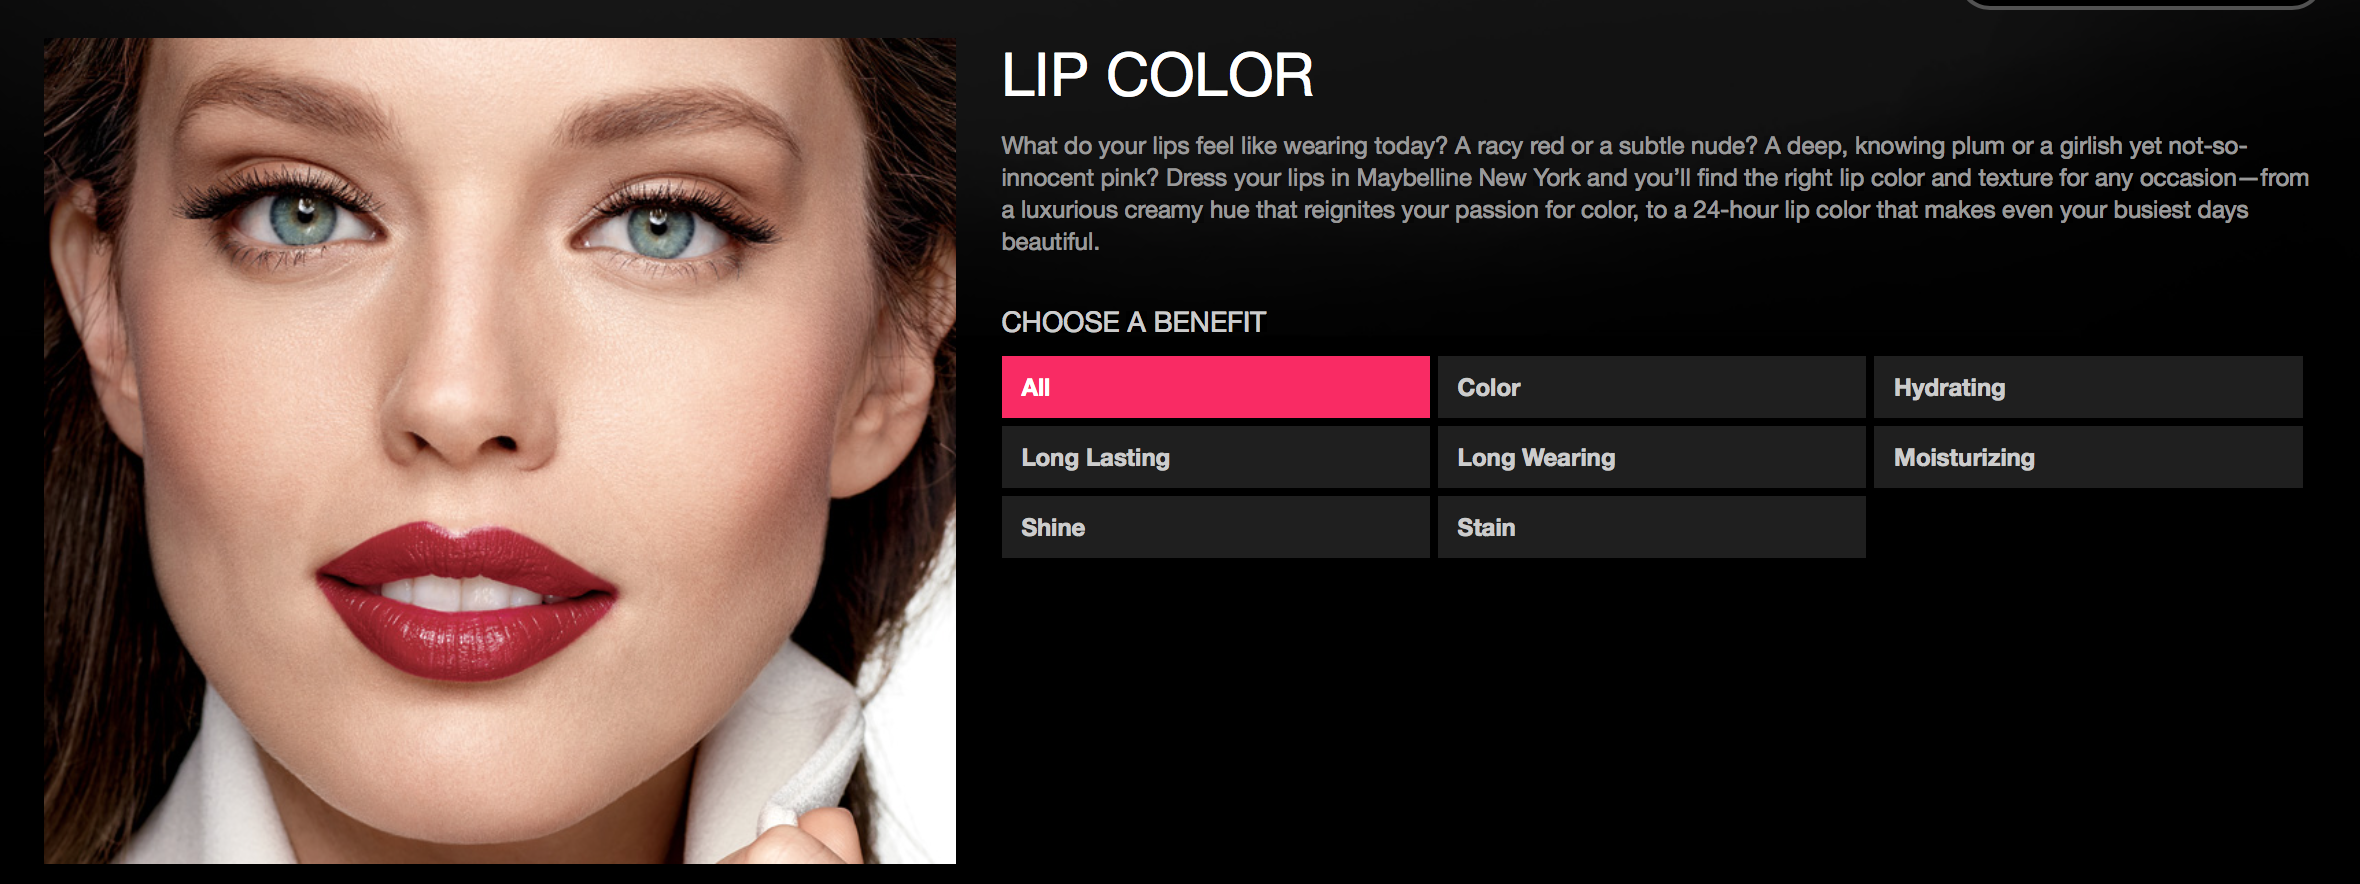 LIP COLOR
What do your lips feel like wearing today? A racy red or a subtle nude? A deep, knowing plum or a girlish yet not-so-
innocent pink? Dress your lips in Maybelline New York and you’ll find the right lip color and texture for any occasion—from
a luxurious creamy hue that reignites your passion for color, to a 24-hour lip color that makes even your busiest days
beautiful.
CHOOSE A BENEFIT
All
Color
Hydrating
Long Lasting
Long Wearing
Moisturizing
Shine
Stain